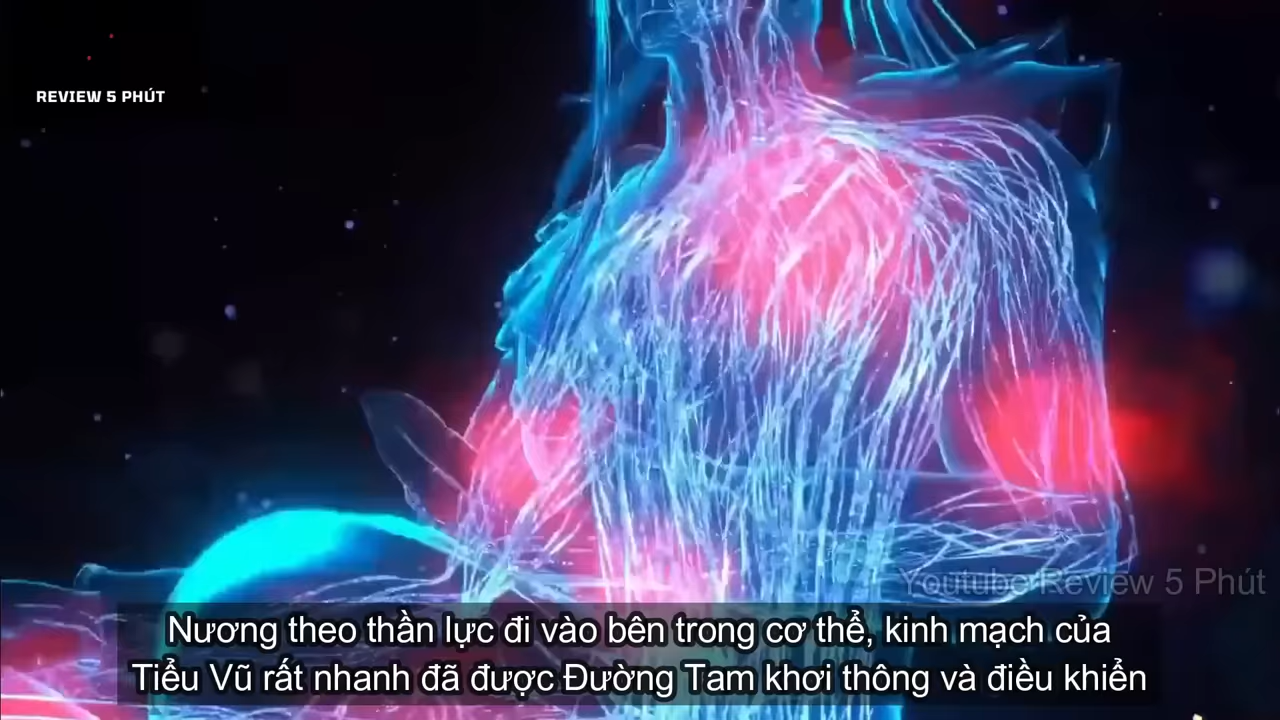 REVIEW 5 PHÚT
Youtube Review 5 Phút
Nương theo thần lực đi vào bên trong cơ thể, kinh mạch của
Tiểu Vũ rất nhanh đã được Đường Tam khơi thông và điều khiển